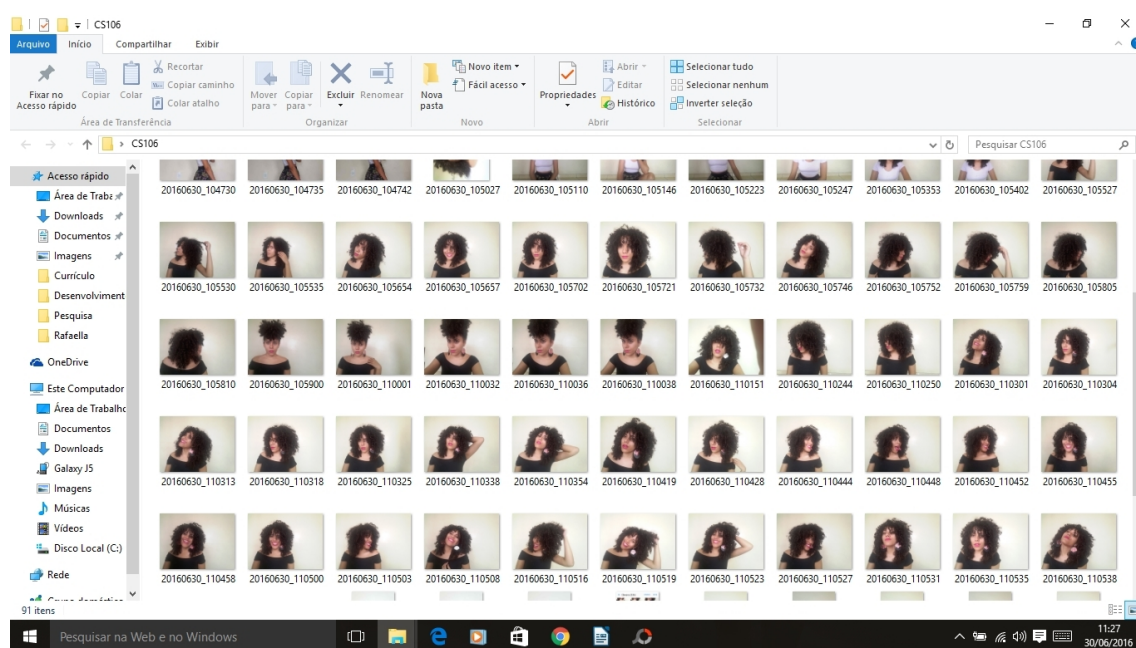 CS106
Arquivo Início Compartilhar Exibir
Fixar no Acesso rápido
Copiar
Colar
Recortar
Copiar caminho
Colar atalho
Área de Transferência
Mover para
Copiar para
Excluir
Renomear
Organizar
Nova pasta
Novo item
Fácil acesso
Novo
Propriedades
Abrir
Editar
Histórico
Abrir
Selecionar tudo
Selecionar nenhum
Inverter seleção
Selecionar
CS106
Pesquisar CS106
Acesso rápido
Área de Traba
Downloads
Documentos
Imagens
Currículo
Desenvolviment
Pesquisa
Rafaella
OneDrive
Este Computador
Área de Trabalho
Documentos
Downloads
Galaxy J5
Imagens
Músicas
Vídeos
Disco Local (C:)
Rede
20160630_104730 20160630_104735 20160630_104742 20160630_105027 20160630_105110 20160630_105146 20160630_105223 20160630_105247 20160630_105353 20160630_105402 20160630_105527
20160630_105530 20160630_105535 20160630_105654 20160630_105657 20160630_105702 20160630_105721 20160630_105732 20160630_105746 20160630_105752 20160630_105759 20160630_105805
20160630_105810 20160630_105900 20160630_110001 20160630_110032 20160630_110036 20160630_110038 20160630_110151 20160630_110244 20160630_110250 20160630_110301 20160630_110304
20160630_110313 20160630_110318 20160630_110325 20160630_110338 20160630_110354 20160630_110419 20160630_110428 20160630_110444 20160630_110448 20160630_110452 20160630_110455
20160630_110458 20160630_110500 20160630_110503 20160630_110508 20160630_110516 20160630_110519 20160630_110523 20160630_110527 20160630_110531 20160630_110535 20160630_110538
91 itens
Pesquisar na Web e no Windows
11:27
30/06/2016